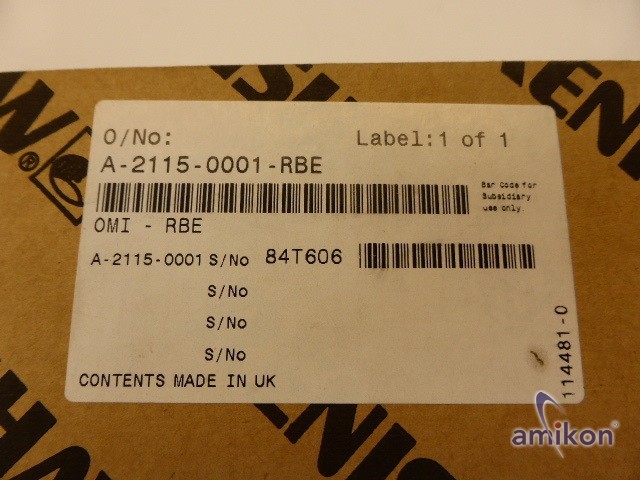 O/No: Label:1 of 1
A-2115-0001-RBE
Bar Code for
Subsidiary
use only
OMI - RBE
A-2115-0001 S/No 84T606
S/No
S/No
S/No
CONTENTS MADE IN UK
114481-0
amikon®